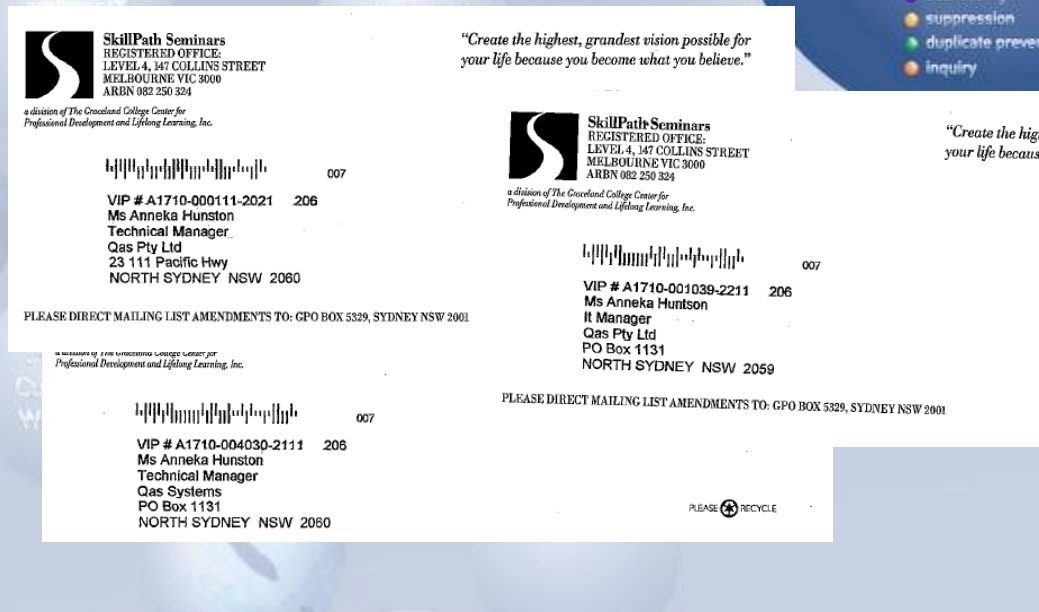 suppression
duplicate preve
inquiry
SkillPath Seminars
REGISTERED OFFICE:
LEVEL 4, 147 COLLINS STREET
MELBOURNE VIC 3000
ARBN 082 250 324
a division of The Graceland College Center for
Professional Development and Lifelong Learning, Inc.
"Create the highest, grandest vision possible for
your life because you become what you believe."
007
VIP # A1710-000111-2021 206
Ms Anneka Hunston
Technical Manager
Qas Pty Ltd
23 111 Pacific Hwy
NORTH SYDNEY NSW 2060
PLEASE DIRECT MAILING LIST AMENDMENTS TO: GPO BOX 5329, SYDNEY NSW 2001
SkillPath Seminars
REGISTERED OFFICE:
LEVEL 4, 147 COLLINS STREET
MELBOURNE VIC 3000
ARBN 082 250 324
a division of The Graceland College Center for
Professional Development and Lifelong Learning, Inc.
"Create the hig
your life becaus
007
VIP # A1710-001039-2211 206
Ms Anneka Huntson
It Manager
Qas Pty Ltd
PO Box 1131
NORTH SYDNEY NSW 2059
PLEASE DIRECT MAILING LIST AMENDMENTS TO: GPO BOX 5329, SYDNEY NSW 2001
a division of The Graceland College Center for
Professional Development and Lifelong Learning, Inc.
007
VIP # A1710-004030-2111 206
Ms Anneka Hunston
Technical Manager
Qas Systems
PO Box 1131
NORTH SYDNEY NSW 2060
PLEASE RECYCLE